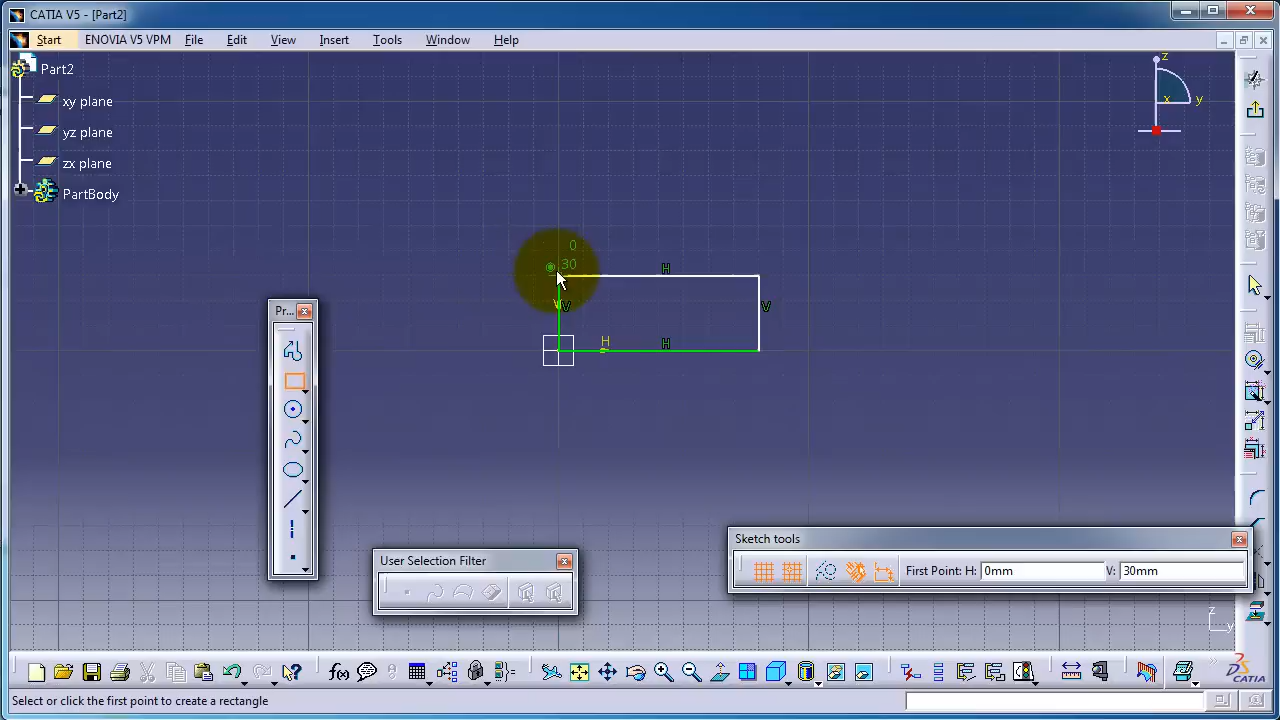 CATIA V5 - [Part2]
Start ENOVIA V5 VPM File Edit View Insert Tools Window Help
Part2
xy plane
yz plane
zx plane
PartBody
z
x
y
0
30
H
V
V
V
H
H
Pr...
User Selection Filter
Sketch tools
First Point: H: 0mm V: 30mm
z
y
f(x)
CATIA
Select or click the first point to create a rectangle